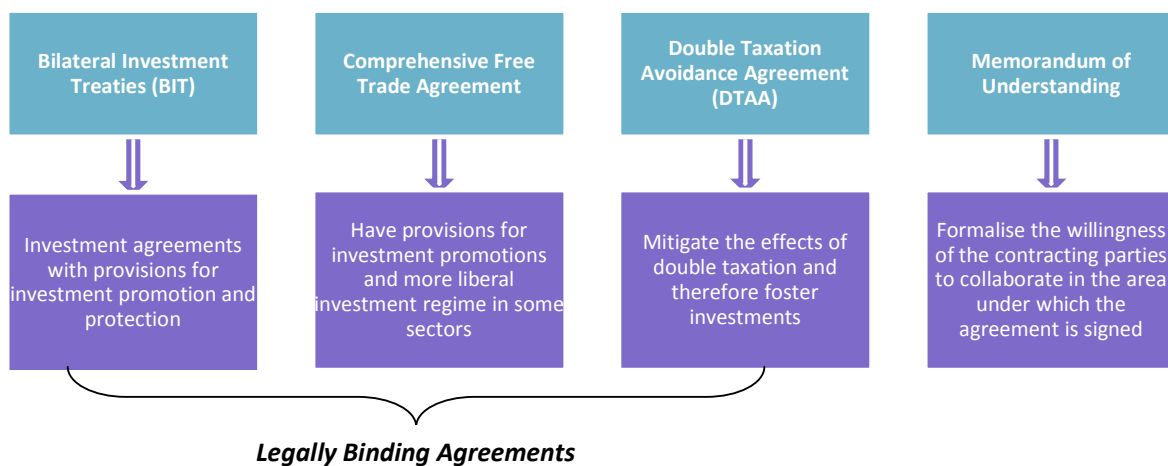 Bilateral Investment
Treaties (BIT)
Comprehensive Free
Trade Agreement
Double Taxation
Avoidance Agreement
(DTAA)
Memorandum of
Understanding
Investment agreements
with provisions for
investment promotion and
protection
Have provisions for
investment promotions
and more liberal
investment regime in some
sectors
Mitigate the effects of
double taxation and
therefore foster
investments
Formalise the willingness
of the contracting parties
to collaborate in the area
under which the
agreement is signed
Legally Binding Agreements